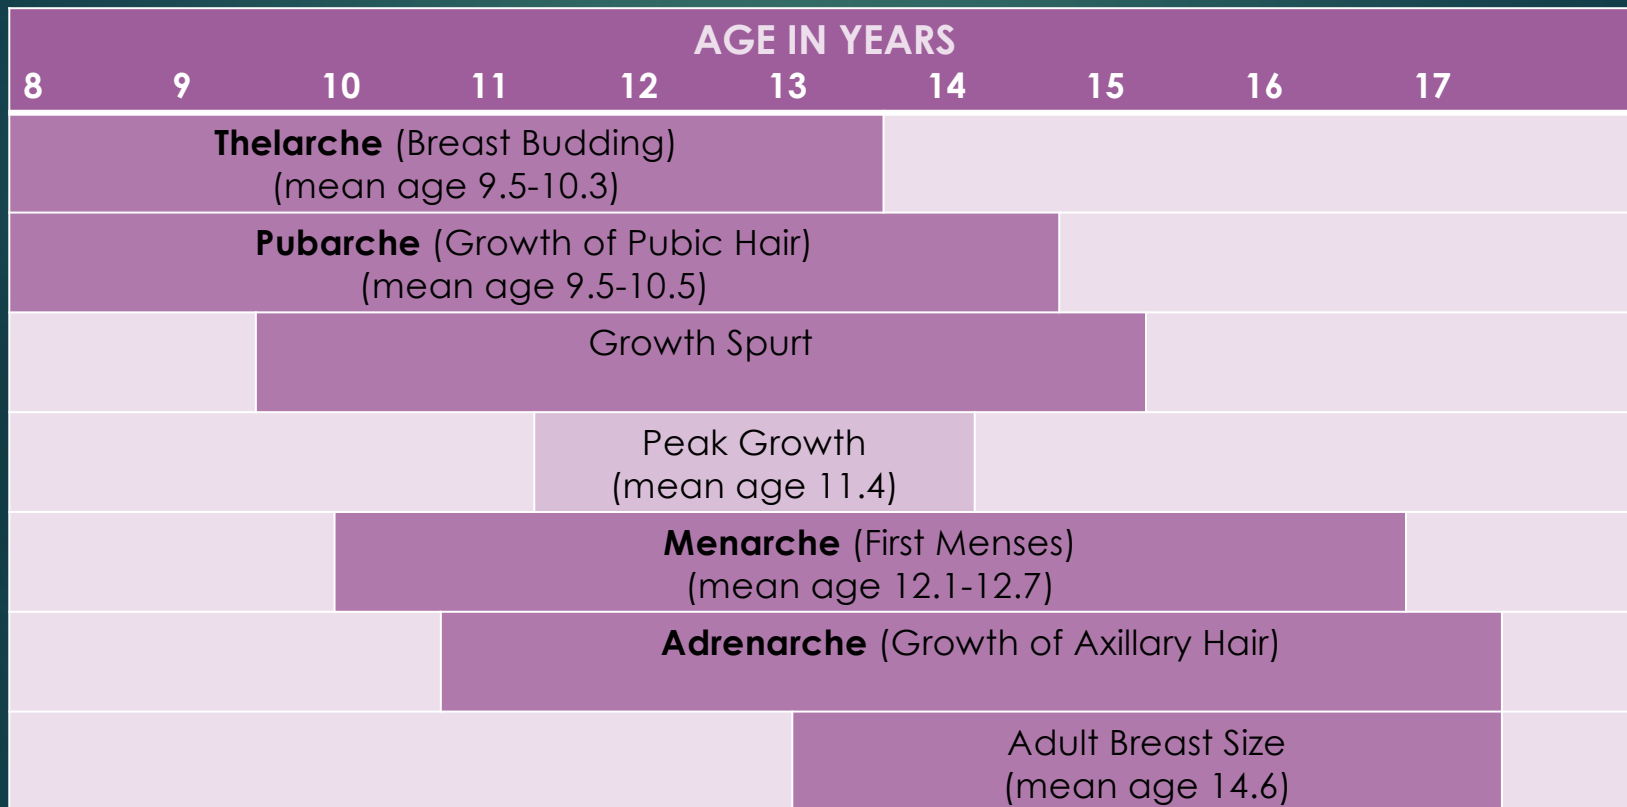 AGE IN YEARS
8 9 10 11 12 13 14 15 16 17
Thelarche (Breast Budding)
(mean age 9.5-10.3)
Pubarche (Growth of Pubic Hair)
(mean age 9.5-10.5)
Growth Spurt
Peak Growth
(mean age 11.4)
Menarche (First Menses)
(mean age 12.1-12.7)
Adrenarche (Growth of Axillary Hair)
Adult Breast Size
(mean age 14.6)